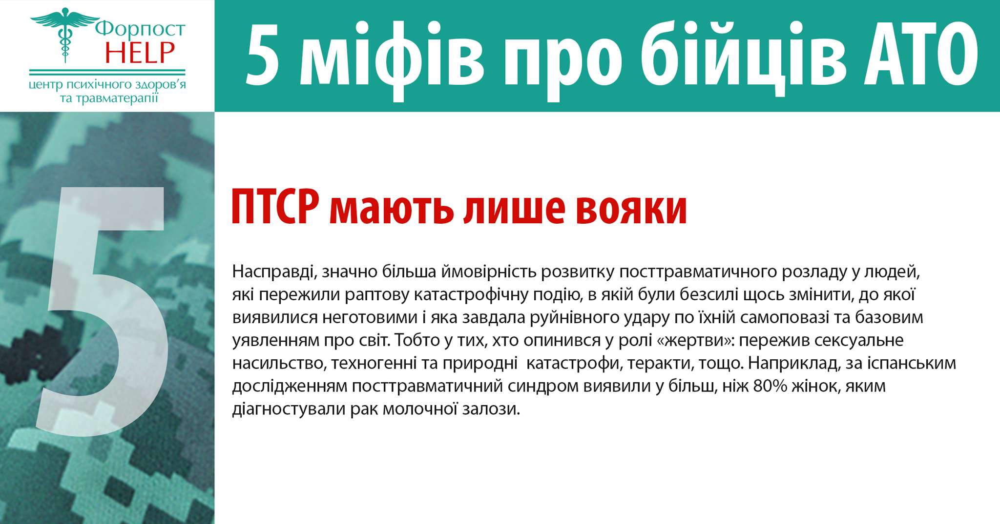 Форпост
HELP
центр психічного здоров'я
та травматерапії
5 міфів про бійців АТО
5
ПТСР мають лише вояки
Насправді, значно більша ймовірність розвитку посттравматичного розладу у людей,
які пережили раптову катастрофічну подію, в якій були безсилі щось змінити, до якої
виявилися неготовими і яка завдала руйнівного удару по їхній самоповазі та базовим
уявленням про світ. Тобто у тих, хто опинився у ролі «жертви»: пережив сексуальне
насильство, техногенні та природні  катастрофи, теракти, тощо. Наприклад, за іспанським
дослідженням посттравматичний синдром виявили у більш, ніж 80% жінок, яким
діагностували рак молочної залози.